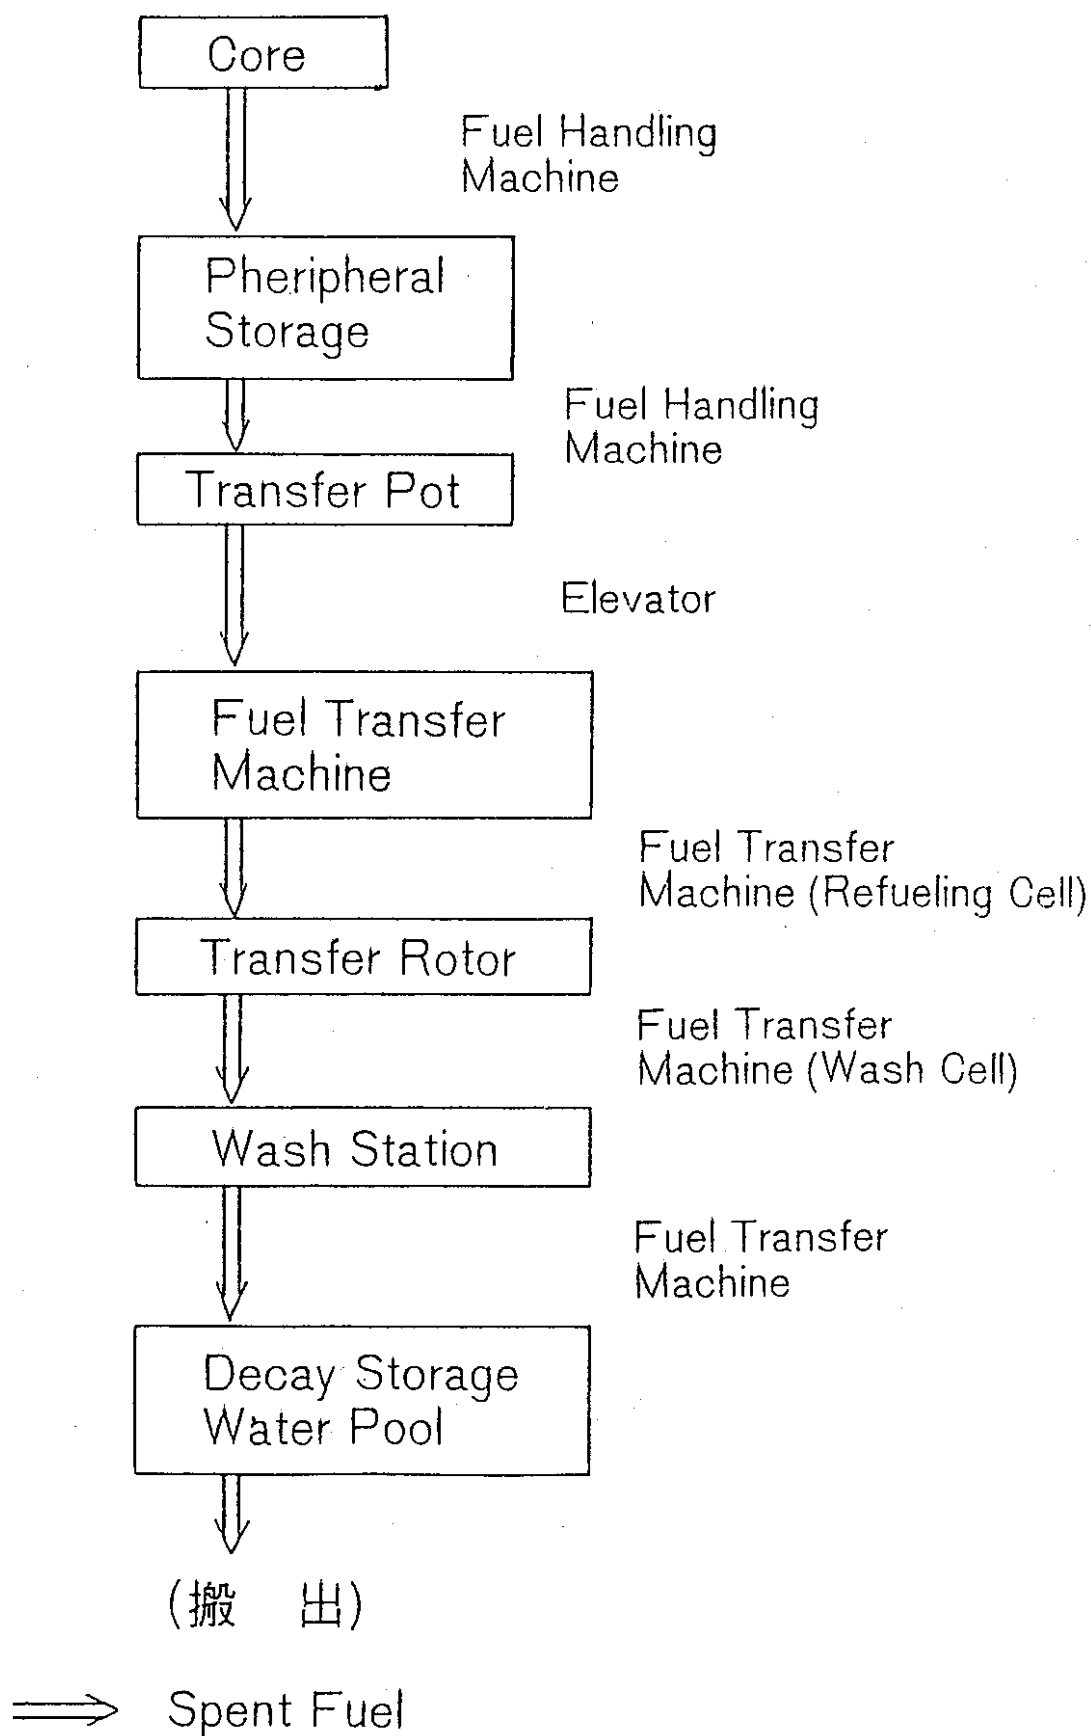 Core
Fuel Handling
Machine
Pheripheral
Storage
Fuel Handling
Machine
Transfer Pot
Elevator
Fuel Transfer
Machine
Fuel Transfer
Machine (Refueling Cell)
Transfer Rotor
Fuel Transfer
Machine (Wash Cell)
Wash Station
Fuel Transfer
Machine
Decay Storage
Water Pool
(搬 出)
Spent Fuel